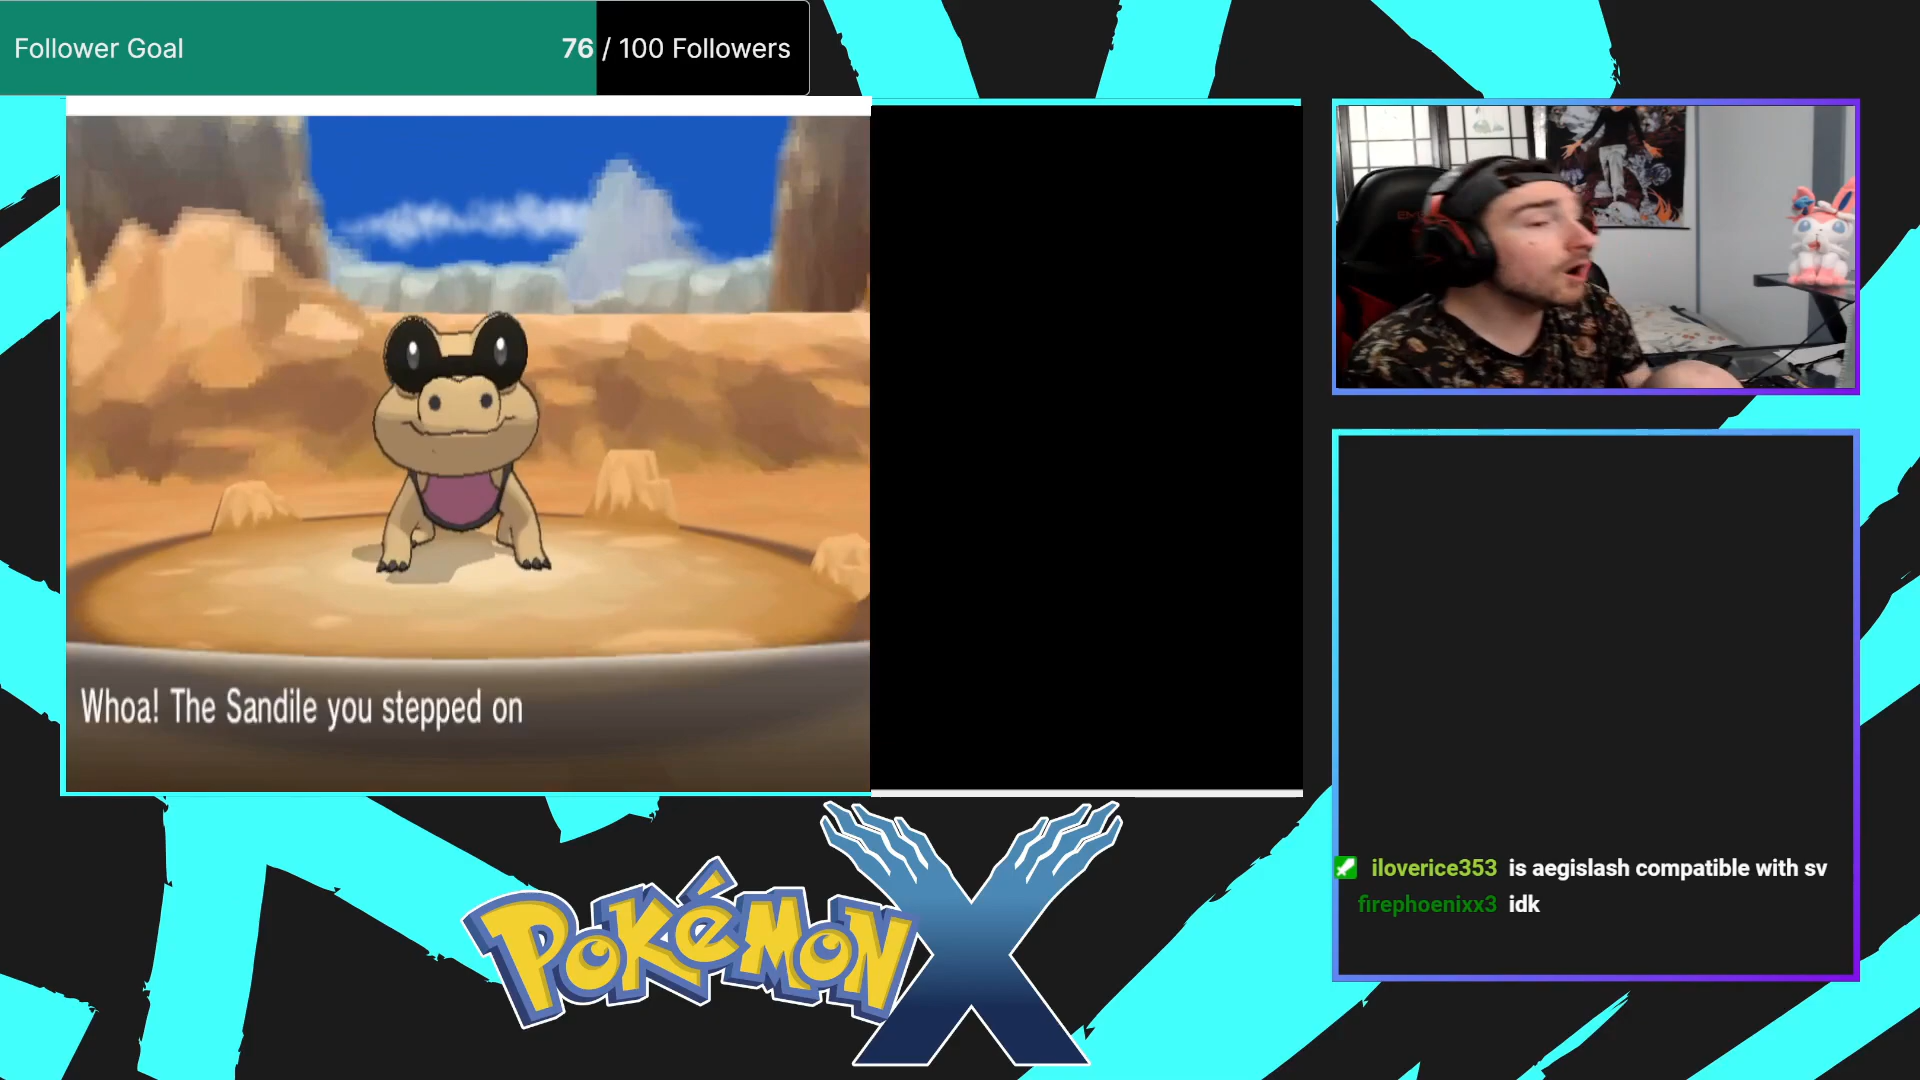 Follower Goal 76 / 100 Followers
Whoa! The Sandile you stepped on
iloverice353 is aegislash compatible with sv
firephoenixx3 idk
POKéMON X